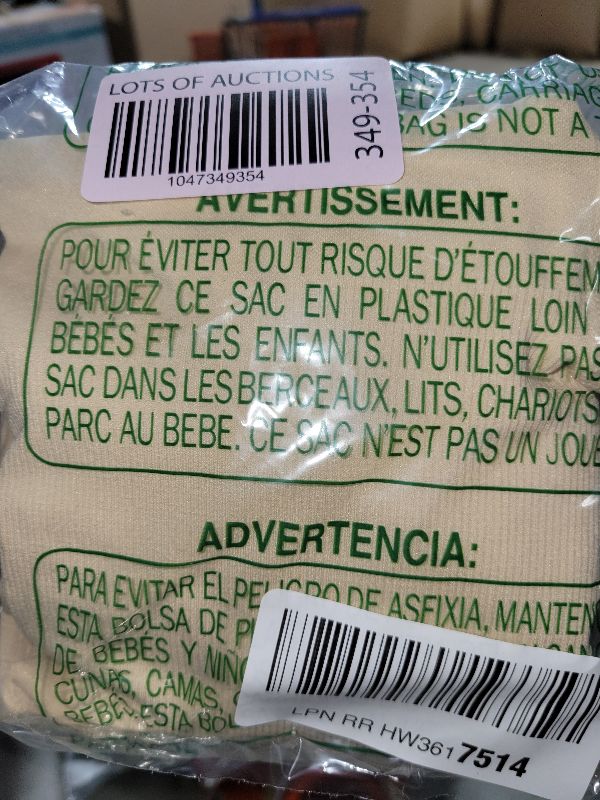 LOTS OF AUCTIONS
1047349354
349-354
CARRIAG
BAG IS NOT A
AVERTISSEMENT:
POUR ÉVITER TOUT RISQUE D'ÉTOUFFEM
GARDEZ CE SAC EN PLASTIQUE LOIN
BÉBÉS ET LES ENFANTS. N'UTILISEZ PAS
SAC DANS LES BERCEAUX, LITS, CHARIOTS
PARC AU BEBE. CE SAC N'EST PAS UN JOUE
ADVERTENCIA:
PARA EVITAR EL PELIGRO DE ASFIXIA, MANTEN
ESTA BOLSA DE P
DE BEBÉS Y NIÑO
CUNAS, CAMAS,
BEBÉ. ESTA BOL
LPN RR HW3617514